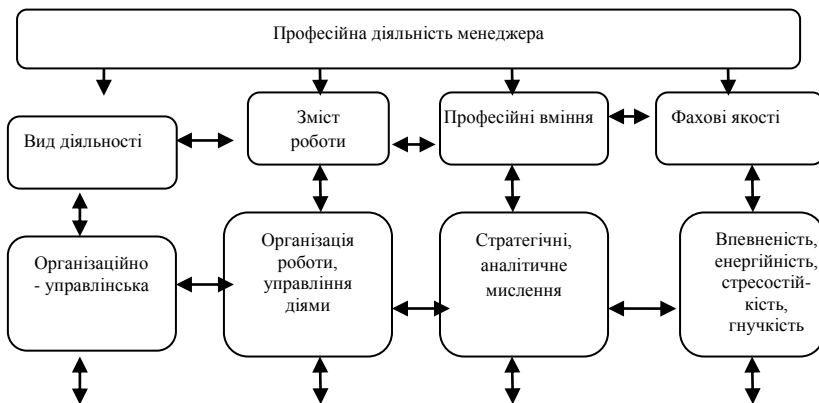 Професійна діяльність менеджера
Вид діяльності
Зміст
роботи
Професійні вміння
Фахові якості
Організаційно
- управлінська
Організація
роботи,
управління
діями
Стратегічні,
аналітичне
мислення
Впевненість,
енергійність,
стресостій-
кість,
гнучкість